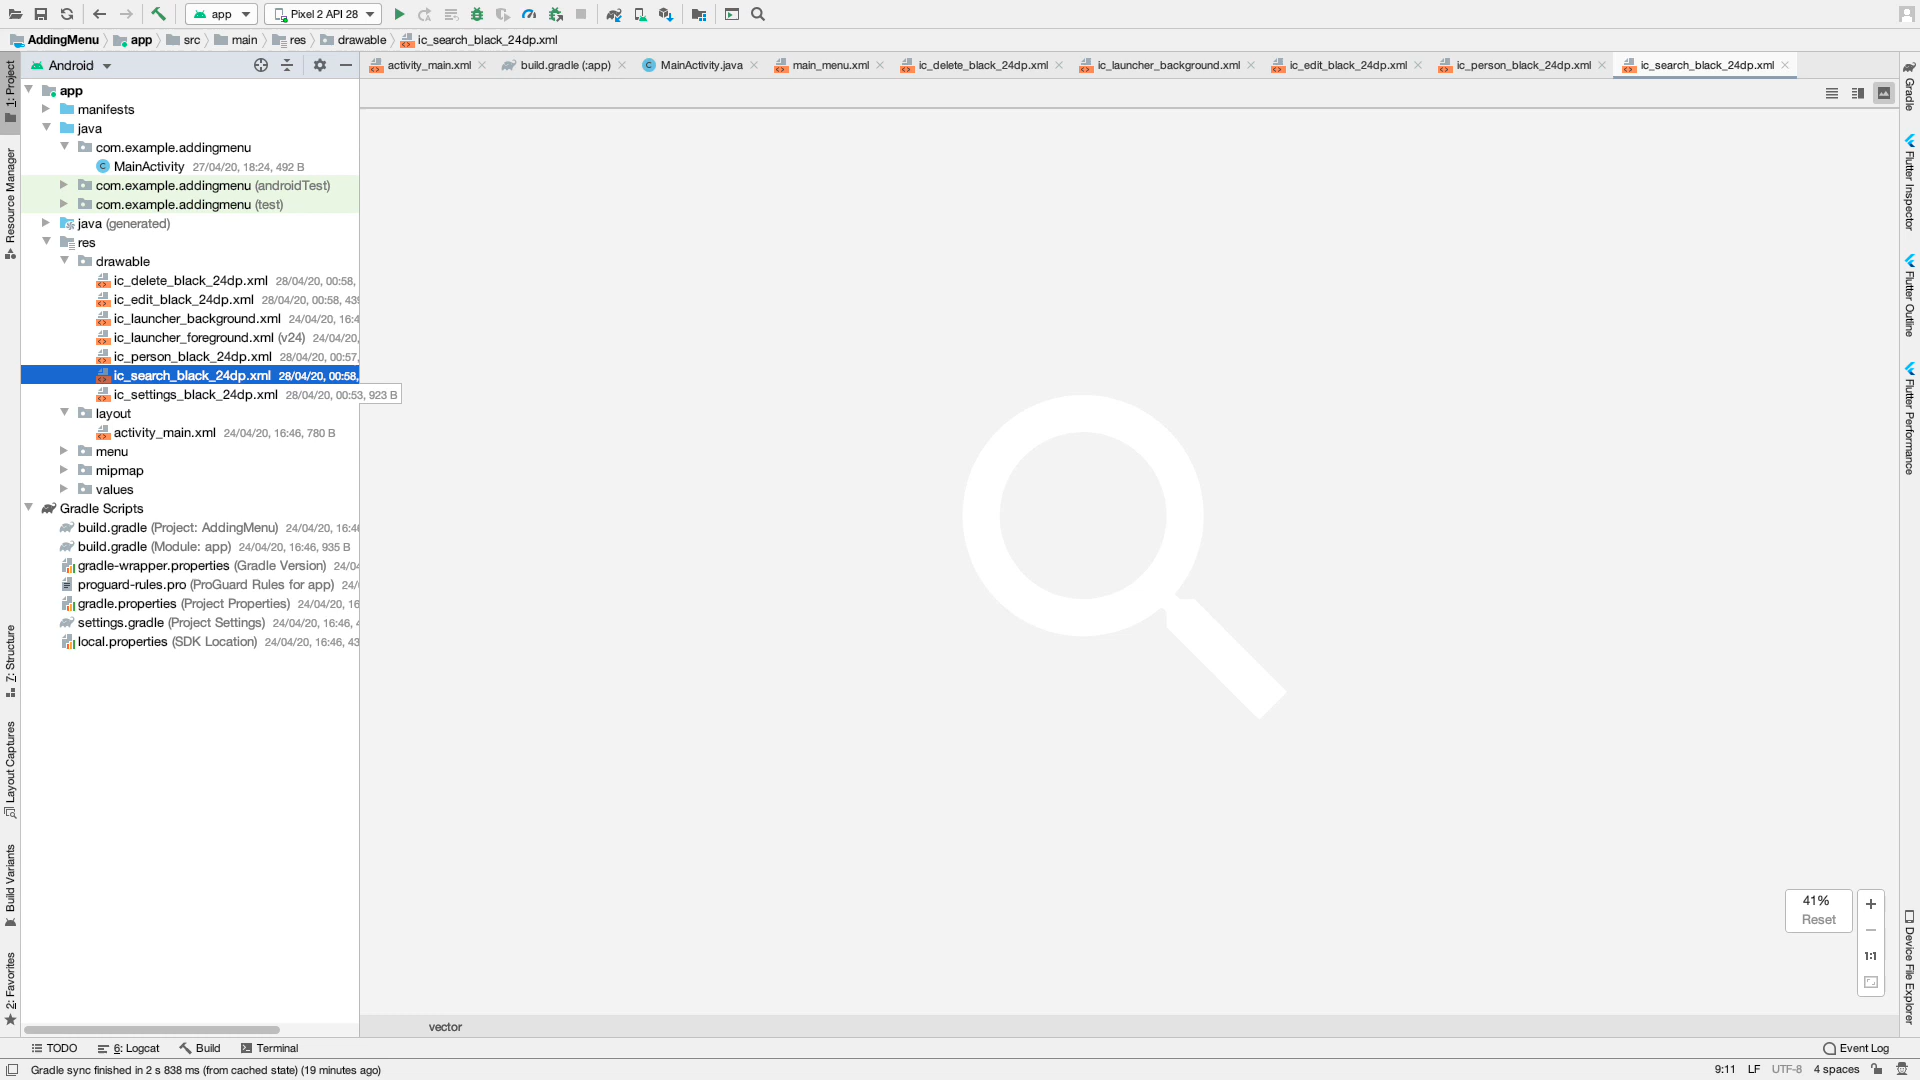 app
Pixel 2 API 28
AddingMenu
app
src
main
res
drawable
ic_search_black_24dp.xml
Android
activity_main.xml
build.gradle (:app)
MainActivity.java
main_menu.xml
ic_delete_black_24dp.xml
ic_launcher_background.xml
ic_edit_black_24dp.xml
ic_person_black_24dp.xml
ic_search_black_24dp.xml
1: Project
Resource Manager
7: Structure
Layout Captures
Build Variants
2: Favorites
app
manifests
java
com.example.addingmenu
MainActivity 27/04/20, 18:24, 492 B
com.example.addingmenu (androidTest)
com.example.addingmenu (test)
java (generated)
res
drawable
ic_delete_black_24dp.xml 28/04/20, 00:58,
ic_edit_black_24dp.xml 28/04/20, 00:58, 439
ic_launcher_background.xml 24/04/20, 16:4
ic_launcher_foreground.xml (v24) 24/04/20,
ic_person_black_24dp.xml 28/04/20, 00:57,
ic_search_black_24dp.xml 28/04/20, 00:58,
ic_settings_black_24dp.xml 28/04/20, 00:53, 923 B
layout
activity_main.xml 24/04/20, 16:46, 780 B
menu
mipmap
values
Gradle Scripts
build.gradle (Project: AddingMenu) 24/04/20, 16:46
build.gradle (Module: app) 24/04/20, 16:46, 935 B
gradle-wrapper.properties (Gradle Version) 24/04
proguard-rules.pro (ProGuard Rules for app) 24/
gradle.properties (Project Properties) 24/04/20, 16
settings.gradle (Project Settings) 24/04/20, 16:46, 4
local.properties (SDK Location) 24/04/20, 16:46, 43
Gradle
Flutter Inspector
Flutter Outline
Flutter Performance
Device File Explorer
41%
Reset
1:1
vector
TODO
6: Logcat
Build
Terminal
Event Log
Gradle sync finished in 2 s 838 ms (from cached state) (19 minutes ago)
9:11
LF
UTF-8
4 spaces